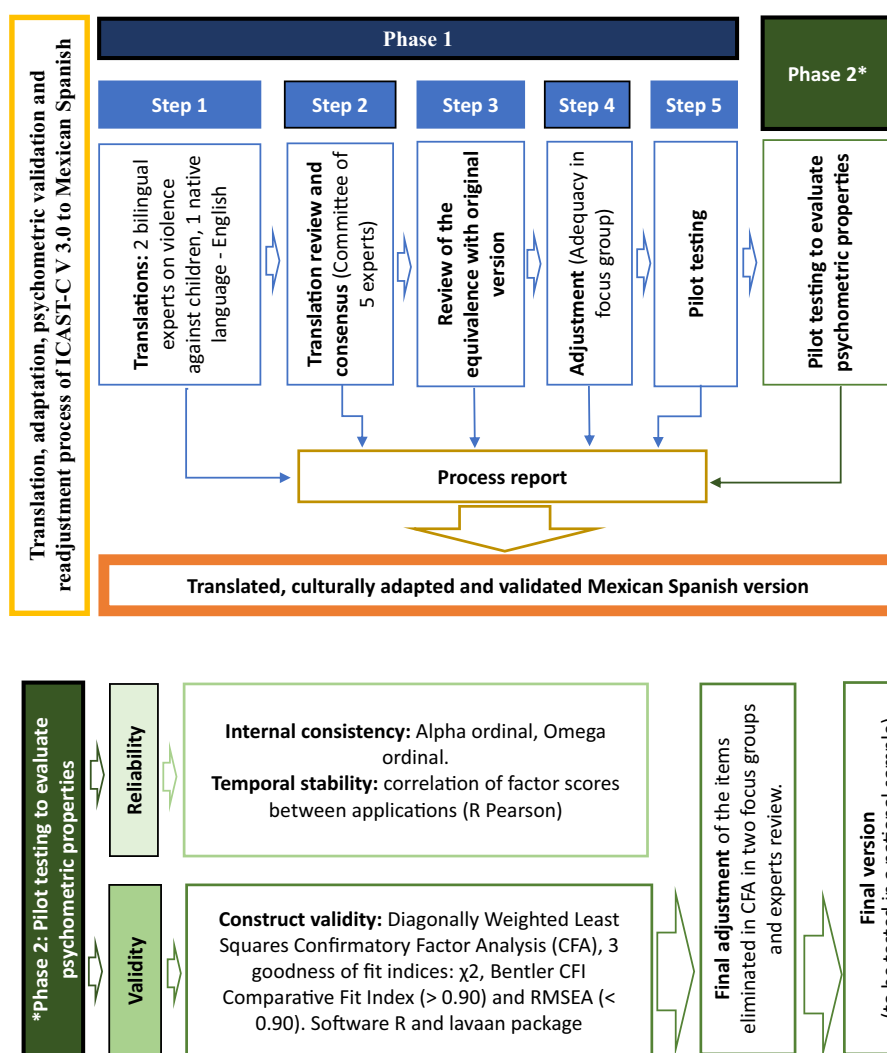 Translation, adaptation, psychometric validation and
readjustment process of ICAST-C V 3.0 to Mexican Spanish
Phase 1
Phase 2*
Step 1
Step 2
Step 3
Step 4
Step 5
Translations: 2 bilingual
experts on violence
against children, 1 native
language - English
Translation review and
consensus (Committee of
5 experts)
Review of the
equivalence with original
version
Adjustment (Adequacy in
focus group)
Pilot testing
Pilot testing to evaluate
psychometric properties
Process report
Translated, culturally adapted and validated Mexican Spanish version
*Phase 2: Pilot testing to evaluate
psychometric properties
Reliability
Internal consistency: Alpha ordinal, Omega
ordinal.
Temporal stability: correlation of factor scores
between applications (R Pearson)
Validity
Construct validity: Diagonally Weighted Least
Squares Confirmatory Factor Analysis (CFA), 3
goodness of fit indices: χ2, Bentler CFI
Comparative Fit Index (> 0.90) and RMSEA (<
0.90). Software R and lavaan package
Final adjustment of the items
eliminated in CFA in two focus groups
and experts review.
Final version